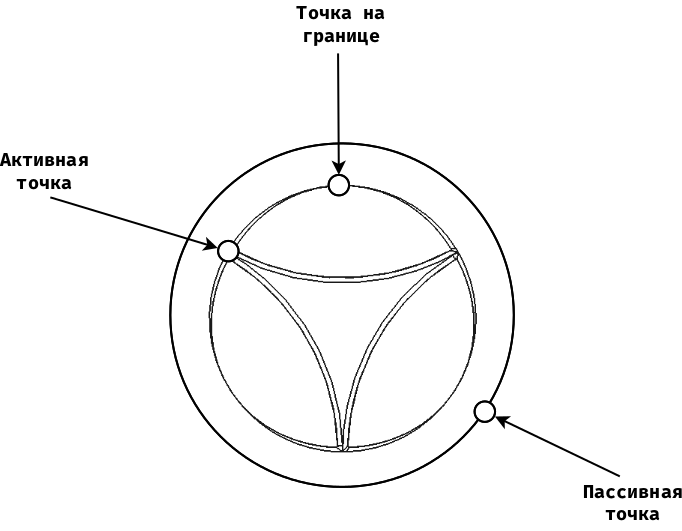 Точка на
границе
Активная
точка
Пассивная
точка